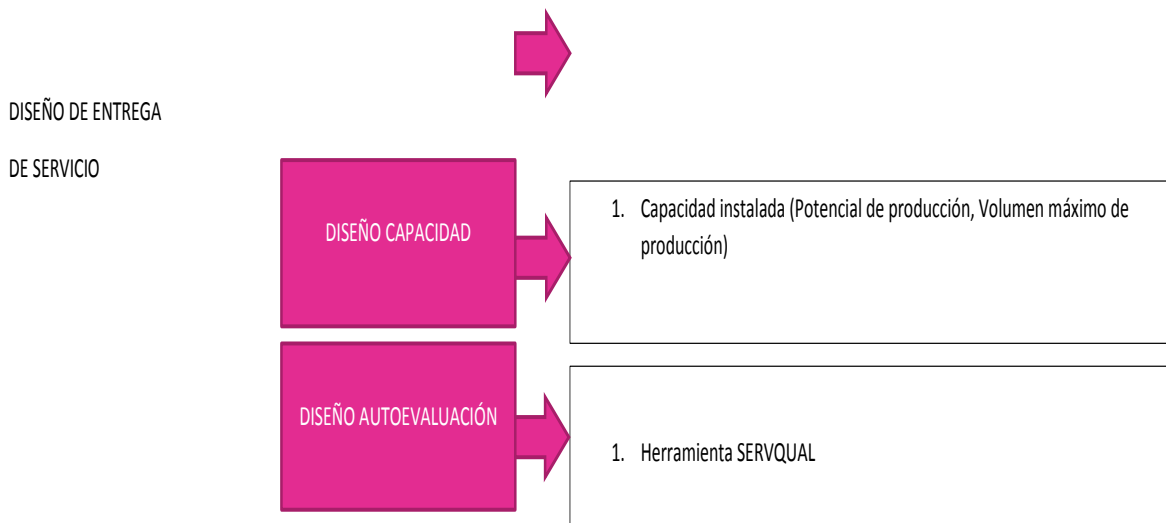 DISEÑO DE ENTREGA
DE SERVICIO
DISEÑO CAPACIDAD
1. Capacidad instalada (Potencial de producción, Volumen máximo de
producción)
DISEÑO AUTOEVALUACIÓN
1. Herramienta SERVQUAL